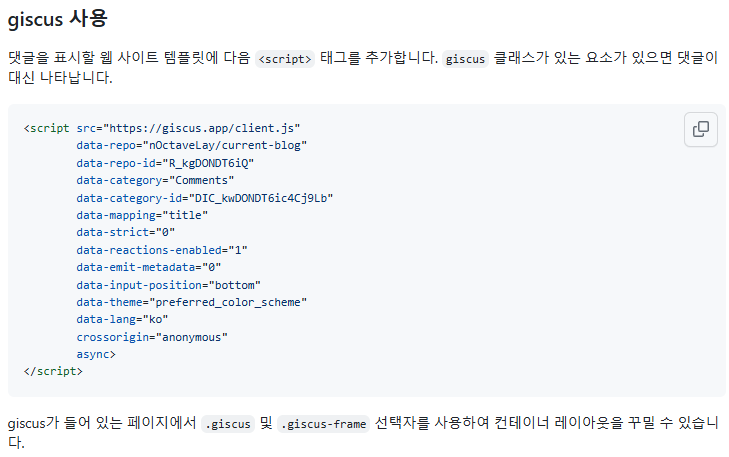 giscus 사용
댓글을 표시할 웹 사이트 템플릿에 다음 <script> 태그를 추가합니다. giscus 클래스가 있는 요소가 있으면 댓글이
대신 나타납니다.
<script src="https://giscus.app/client.js"
        data-repo="nOctaveLay/current-blog"
        data-repo-id="R_kgDONDT6iQ"
        data-category="Comments"
        data-category-id="DIC_kwDONDT6ic4Cj9Lb"
        data-mapping="title"
        data-strict="0"
        data-reactions-enabled="1"
        data-emit-metadata="0"
        data-input-position="bottom"
        data-theme="preferred_color_scheme"
        data-lang="ko"
        crossorigin="anonymous"
        async>
</script>
giscus가 들어 있는 페이지에서 .giscus 및 .giscus-frame 선택자를 사용하여 컨테이너 레이아웃을 꾸밀 수 있습니
다.